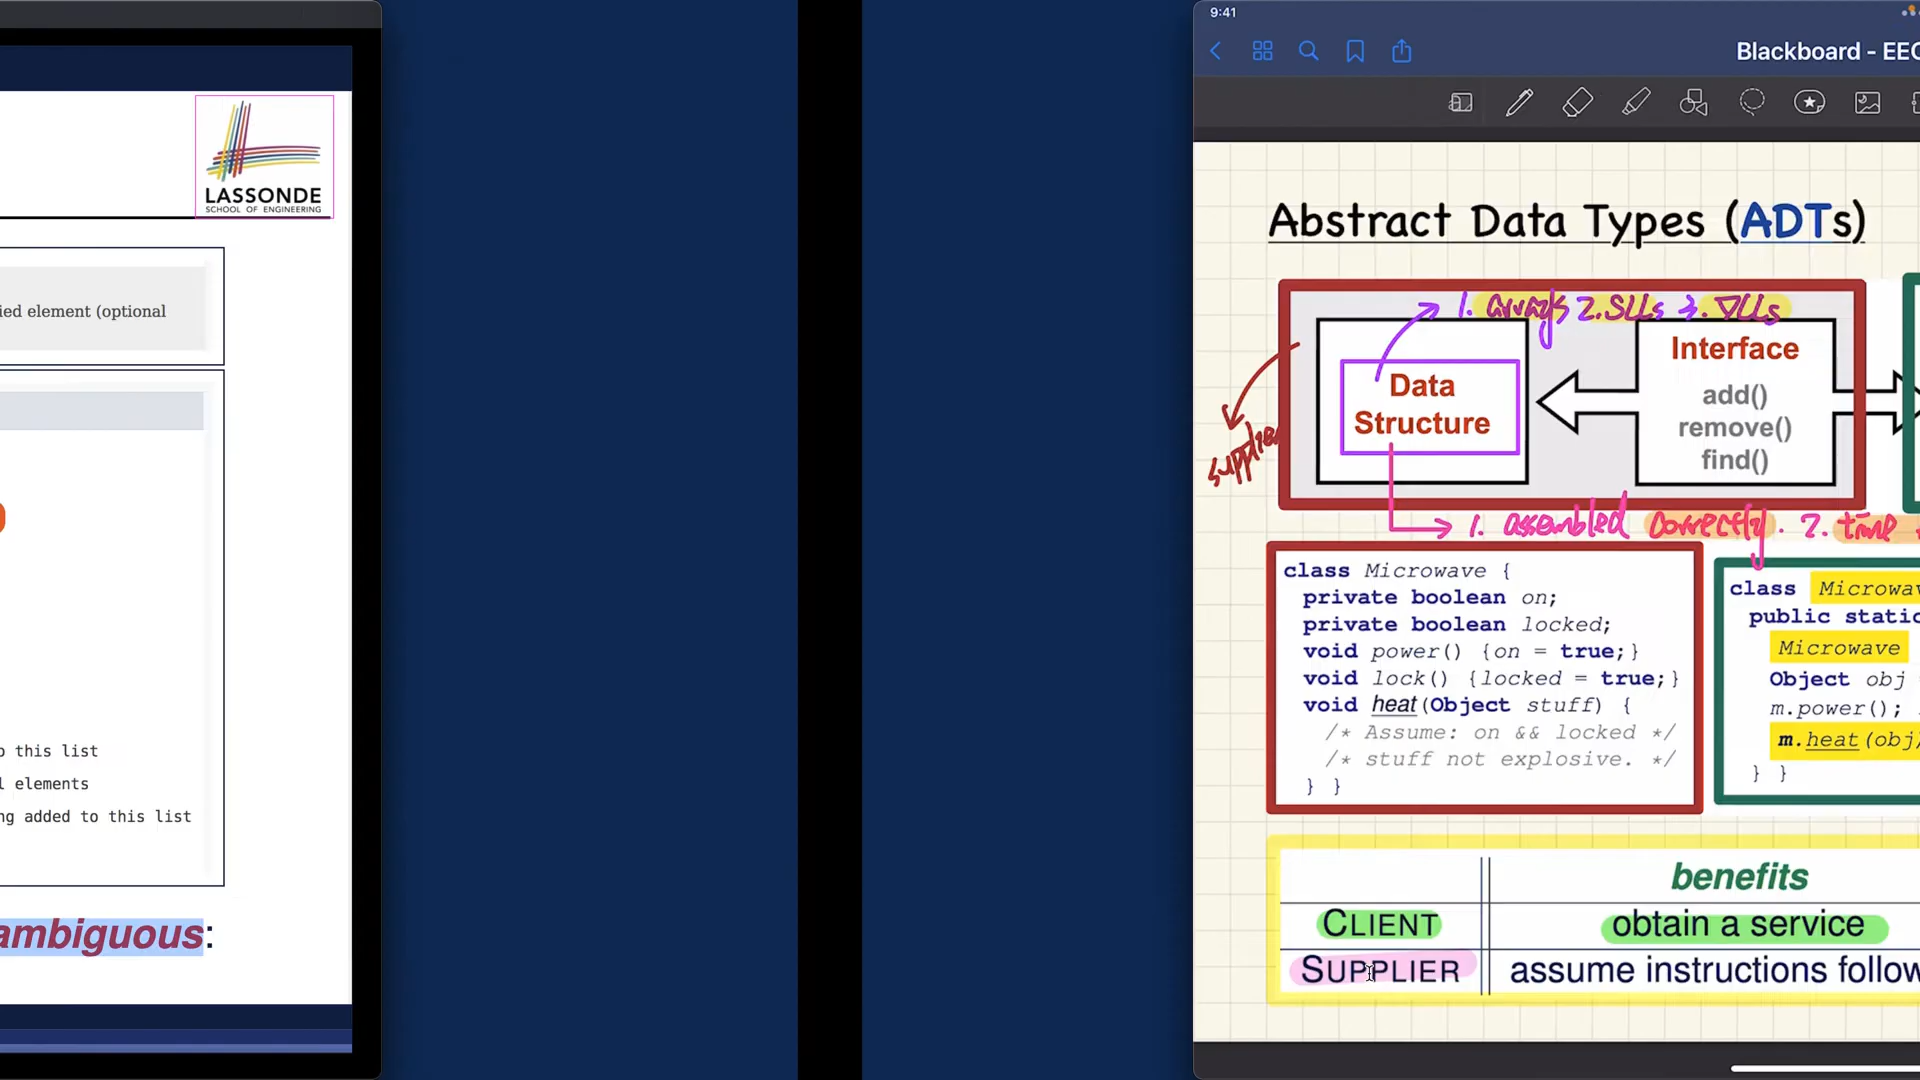 LASSONDE
SCHOOL OF ENGINEERING
ied element (optional
this list
elements
ng added to this list
ambiguous:
9:41
Blackboard - EEC
Abstract Data Types (ADTs)
1. arrays 2. SLLs 3. DLLs
Data
Structure
Interface
add()
remove()
find()
supplier
1. assembled correctly. 2. time
class Microwave {
private boolean on;
private boolean locked;
void power() {on = true;}
void lock() {locked = true;}
void heat(Object stuff) {
/* Assume: on && locked */
/* stuff not explosive. */
} }
class Microwav
public static
Microwave
Object obj
m.power();
m.heat(obj)
} }
benefits
CLIENT obtain a service
SUPPLIER assume instructions follow